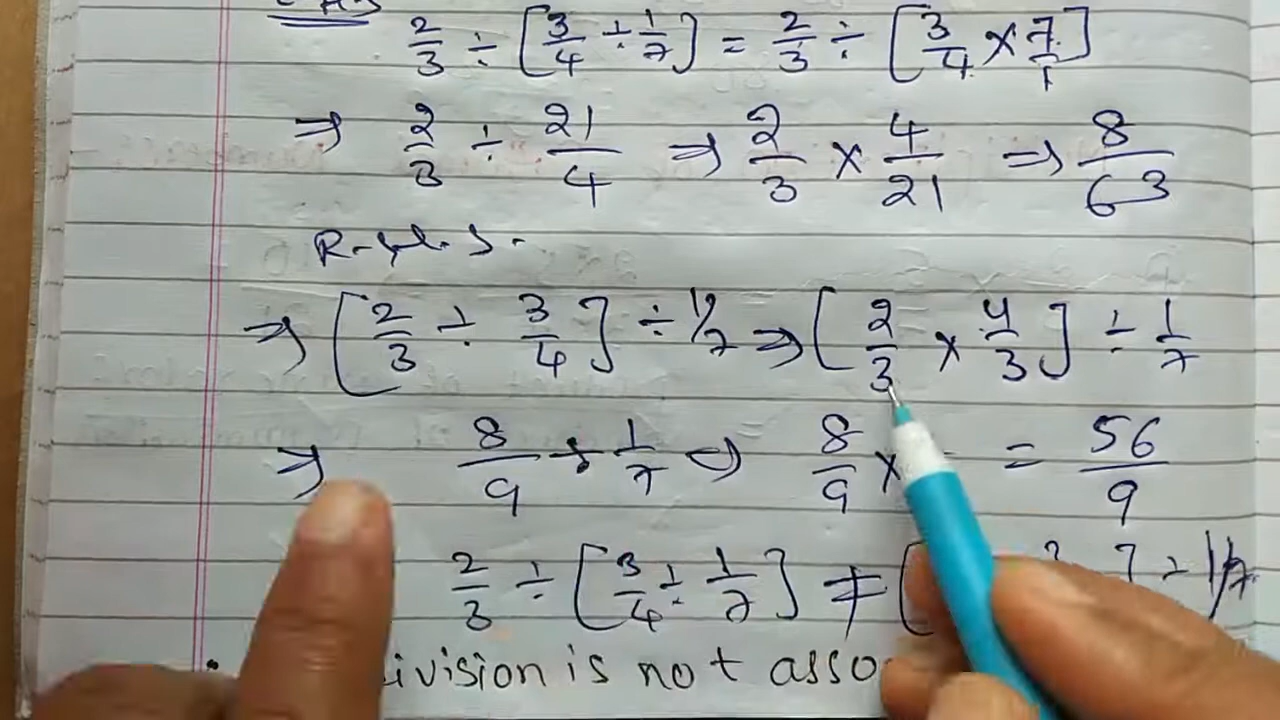 2/3 ÷ [3/4 ÷ 1/7] = 2/3 ÷ [3/4 × 7/1]
⇒ 2/3 ÷ 21/4 ⇒ 2/3 × 4/21 ⇒ 8/63
R.H.S.
⇒ [2/3 ÷ 3/4] ÷ 1/7 ⇒ [2/3 × 4/3] ÷ 1/7
⇒ 8/9 ÷ 1/7 ⇒ 8/9 × = 56/9
2/3 ÷ [3/4 ÷ 1/7] ≠ [
ivision is not asso